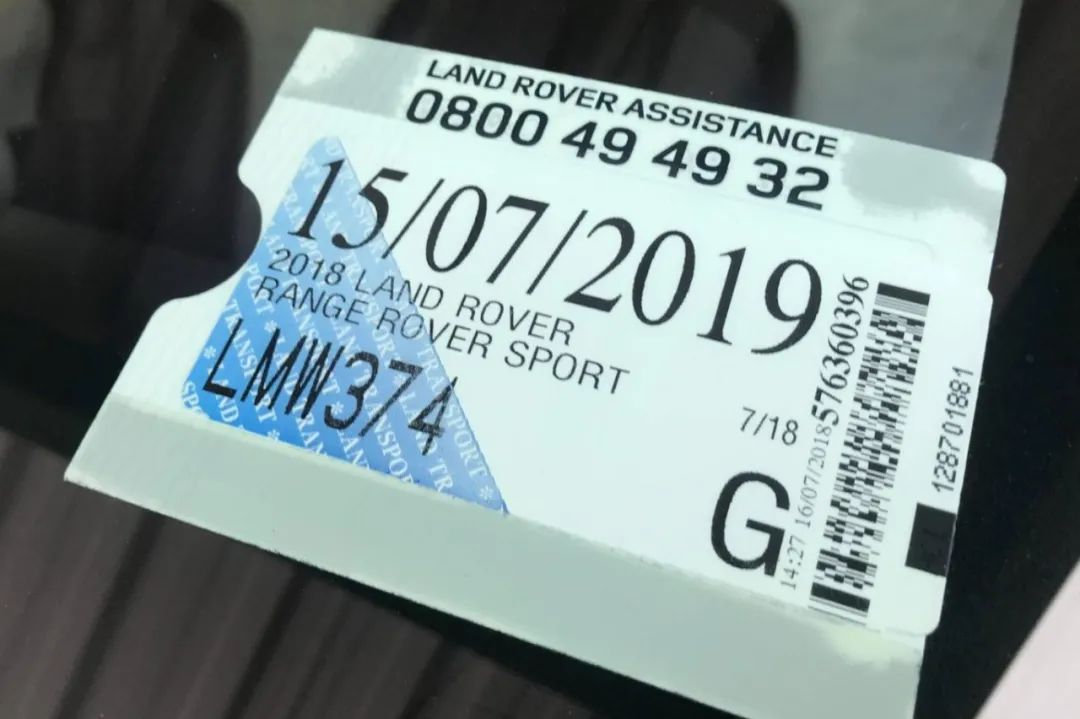 LAND ROVER ASSISTANCE
0800 49 49 32
15/07/2019
2018 LAND ROVER
RANGE ROVER SPORT
LMW374
7/18
G
14:27 16/07/2018
576360396
128701881